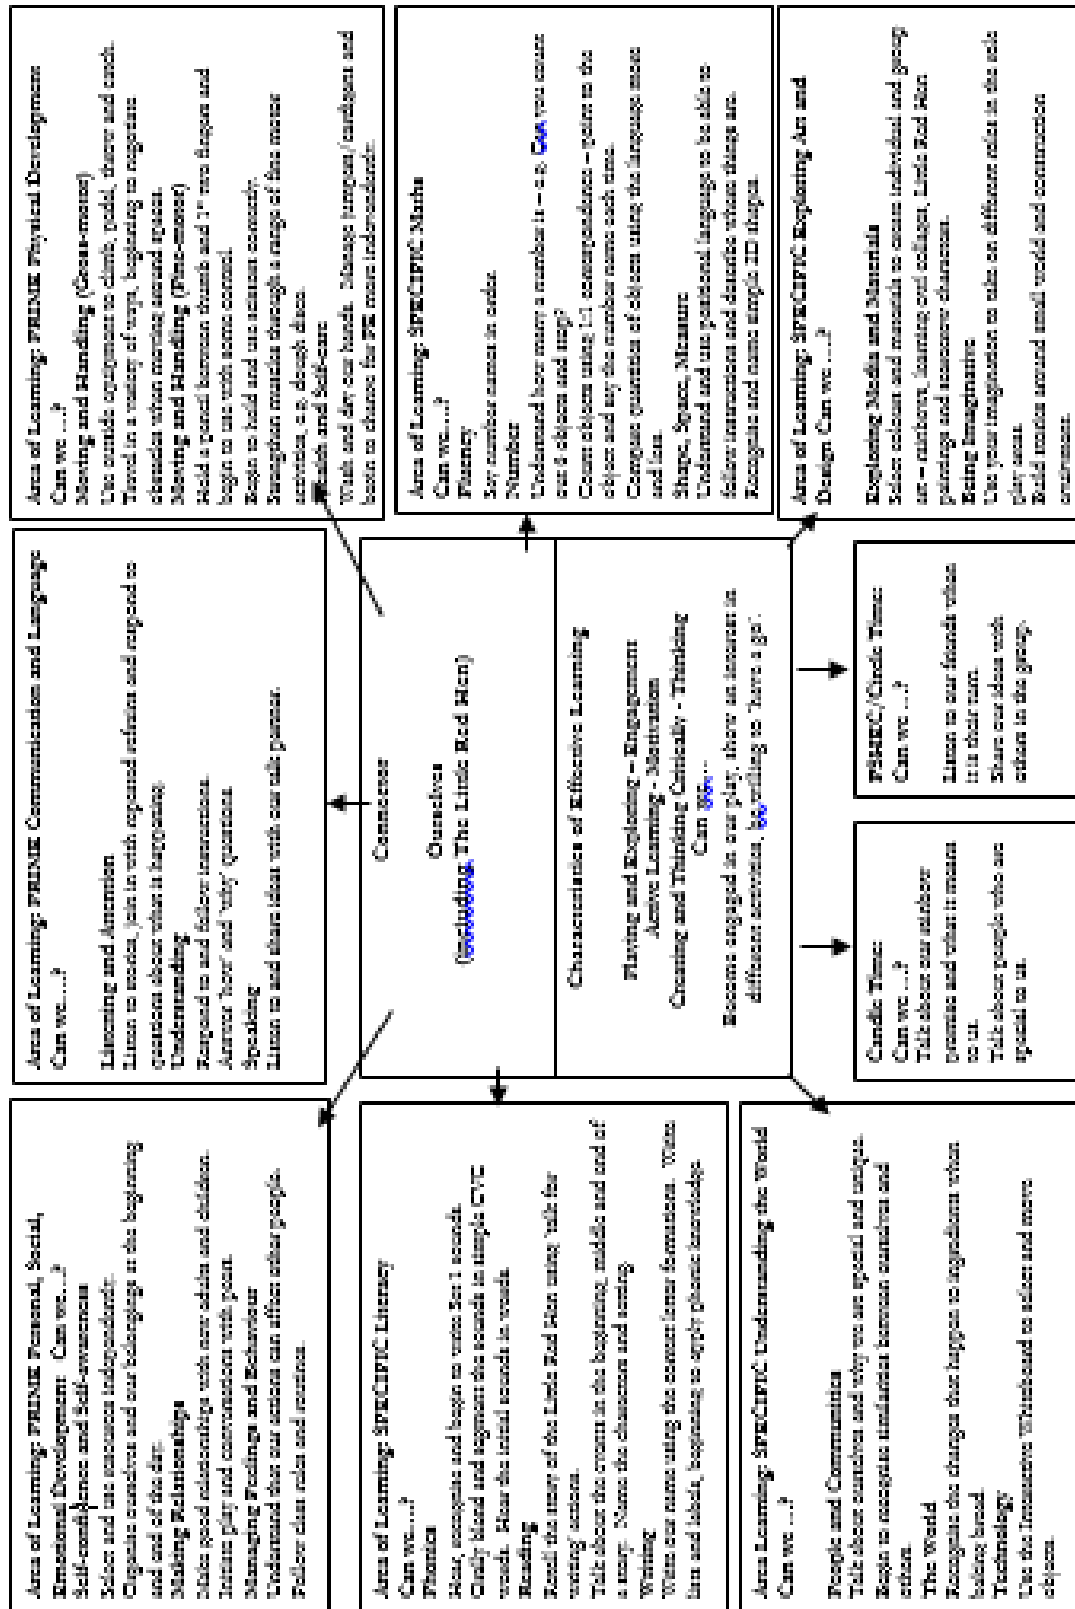 Area of Learning: PRIME Personal, Social,
Emotional Development: Can we...?
Self-confidence and Self-awareness
Select and use resources independently.
Organise ourselves and our belongings at the beginning
and end of the day.
Making Relationships
Make good relationships with new adults and children.
Initiate play and conversations with peers.
Managing Feelings and Behaviour
Understand that our actions can affect other people.
Follow class rules and routines.
Area of Learning: PRIME Communication and Language
Can we....?
Listening and Attention
Listen to stories, join in with repeated refrains and respond to
questions about what is happening.
Understanding
Respond to and follow instructions.
Answer 'how' and 'why' questions.
Speaking
Listen to and share ideas with our talk partner.
Area of Learning: PRIME Physical Development
Can we ...?
Moving and Handling (Gross-motor)
Use outside equipment to climb, pedal, throw and catch.
Travel in a variety of ways, beginning to negotiate
obstacles when moving around spaces.
Moving and Handling (Fine-motor)
Hold a pencil between thumb and 1st two fingers and
begin to use with some control.
Begin to hold and use scissors correctly.
Strengthen muscles through a range of fine motor
activities, e.g. dough disco.
Health and Self-care
Wash and dry our hands. Manage jumpers/cardigans and
begin to change for PE more independently.
Area of Learning: SPECIFIC Literacy
Can we....?
Phonics
Hear, recognise and begin to write Set 1 sounds.
Orally blend and segment the sounds in simple CVC
words. Hear the initial sounds in words.
Reading
Retell the story of the Little Red Hen using 'talk for
writing' actions.
Talk about the events in the beginning, middle and end of
a story. Name the characters and setting.
Writing
Write our name using the correct letter formations. Write
lists and labels, beginning to apply phonic knowledge.
Connector
Ourselves
(including The Little Red Hen)
Characteristics of Effective Learning
Playing and Exploring – Engagement
Active Learning - Motivation
Creating and Thinking Critically - Thinking
Can we...
Become engaged in our play, show an interest in
different activities, be willing to 'have a go'.
Area of Learning: SPECIFIC Maths
Can we....?
Fluency
Say number names in order.
Number
Understand how many a number is – e.g. Can you count
out 6 objects and stop?
Count objects using 1:1 correspondence – point to the
object and say the number name each time.
Compare quantities of objects using the language more
and less.
Shape, Space, Measure
Understand and use positional language to be able to
follow instructions and describe where things are.
Recognise and name simple 2D shapes.
Area Learning: SPECIFIC Understanding the World
Can we ....?
People and Communities
Talk about ourselves and why we are special and unique.
Begin to recognise similarities between ourselves and
others.
The World
Recognise the changes that happen to ingredients when
baking bread.
Technology
Use the Interactive Whiteboard to select and move
objects.
Candle Time:
Can we ...?
Talk about our rainbow
promise and what it means
to us.
Talk about people who are
special to us.
PSMEC/Circle Time:
Can we ...?
Listen to our friends when
it is their turn.
Share our ideas with
others in the group.
Area of Learning: SPECIFIC Exploring Art and
Design Can we ....?
Exploring Media and Materials
Select colours and materials to create individual and group
art – rainbows, learning owl collages, Little Red Hen
paintings and scarecrow characters.
Being Imaginative
Use your imagination to take on different roles in the role
play areas.
Build stories around small world and construction